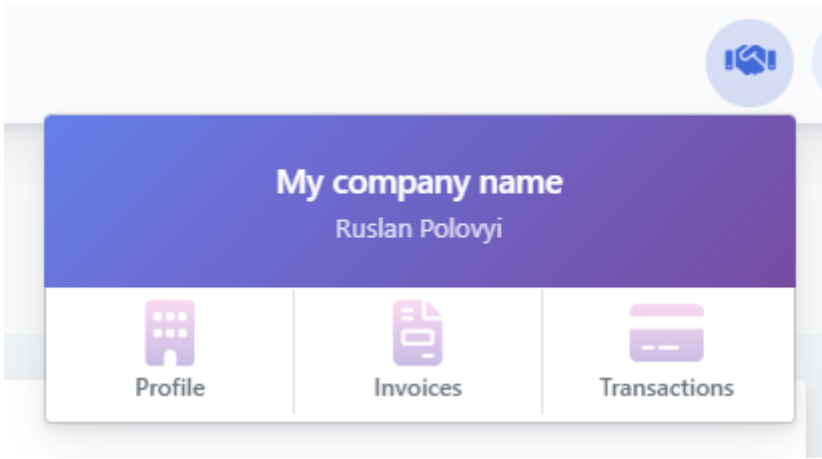 My company name
Ruslan Polovyi
Profile
Invoices
Transactions